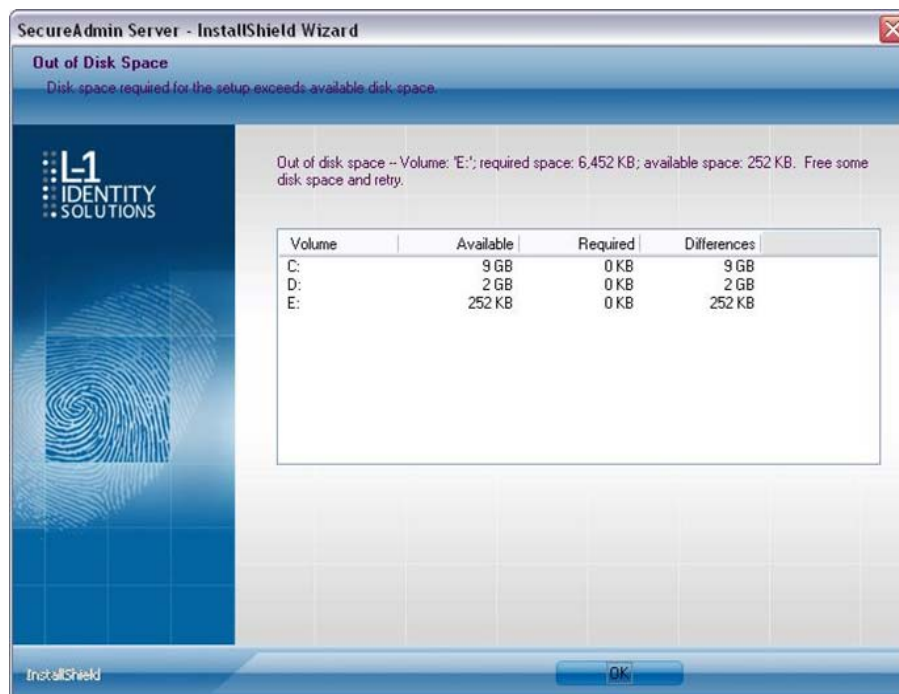 SecureAdmin Server - InstallShield Wizard
Out of Disk Space
Disk space required for the setup exceeds available disk space.
L-1
IDENTITY
SOLUTIONS
Out of disk space -- Volume: 'E:'; required space: 6,452 KB; available space: 252 KB. Free some
disk space and retry.
Volume Available Required Differences
C: 9 GB 0 KB 9 GB
D: 2 GB 0 KB 2 GB
E: 252 KB 0 KB 252 KB
InstallShield
OK